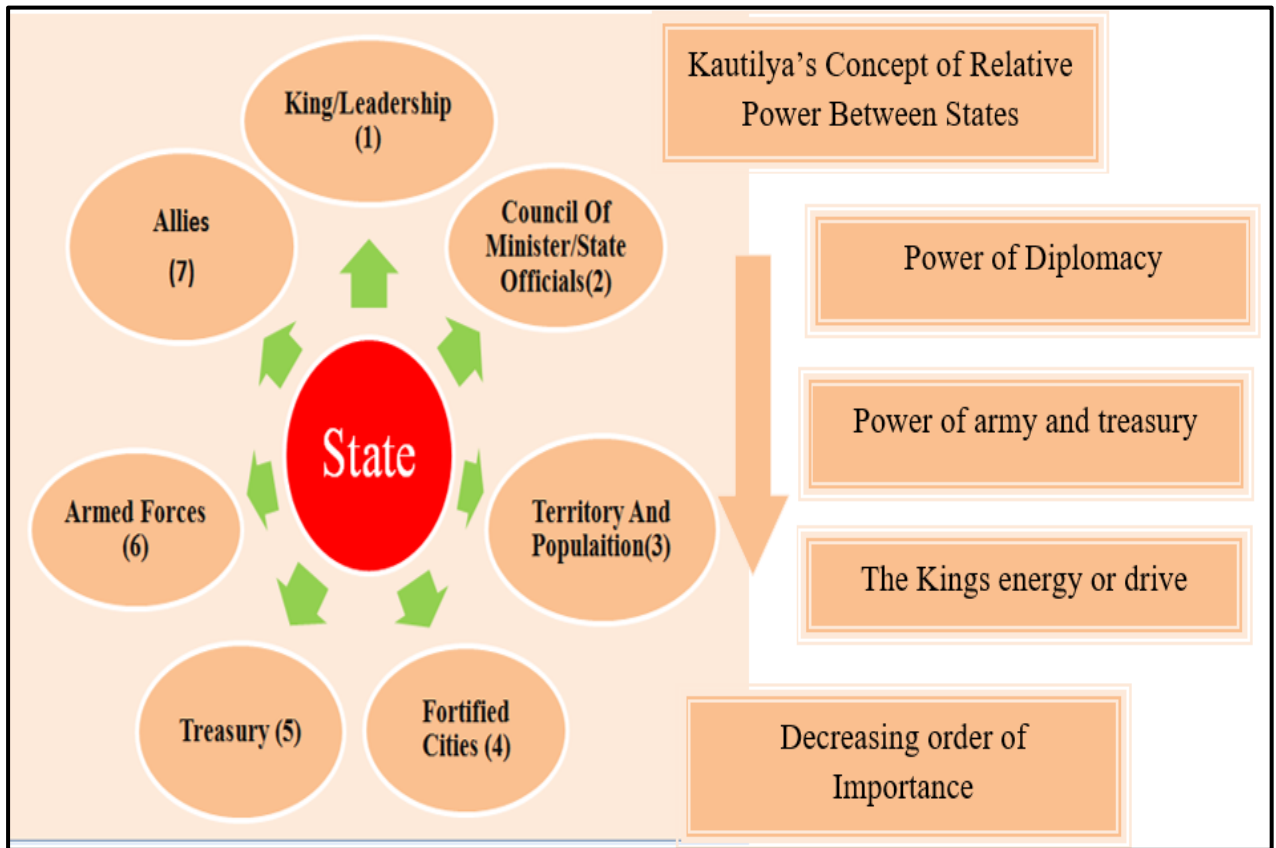 King/Leadership
(1)
Council Of
Minister/State
Officials(2)
Territory And
Populaition(3)
Fortified
Cities (4)
Treasury (5)
Armed Forces
(6)
Allies
(7)
State
Kautilya’s Concept of Relative
Power Between States
Power of Diplomacy
Power of army and treasury
The Kings energy or drive
Decreasing order of
Importance